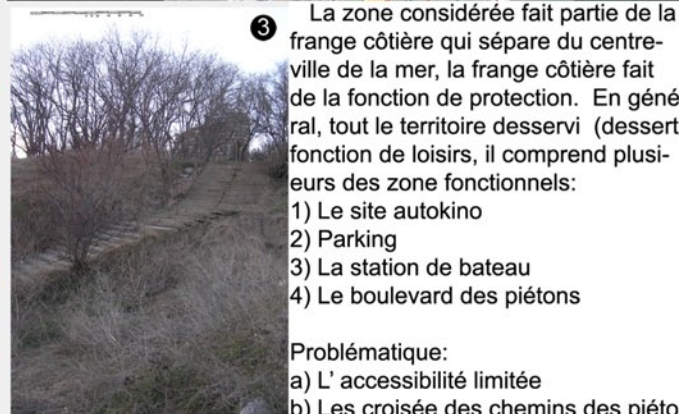 3
La zone considérée fait partie de la
frange côtière qui sépare du centre-
ville de la mer, la frange côtière fait
de la fonction de protection. En géné
ral, tout le territoire desservi (dessert
fonction de loisirs, il comprend plusi-
eurs des zone fonctionnels:
1) Le site autokino
2) Parking
3) La station de bateau
4) Le boulevard des piétons
Problématique:
a) L' accessibilité limitée
b) Les croisée des chemins des piéto